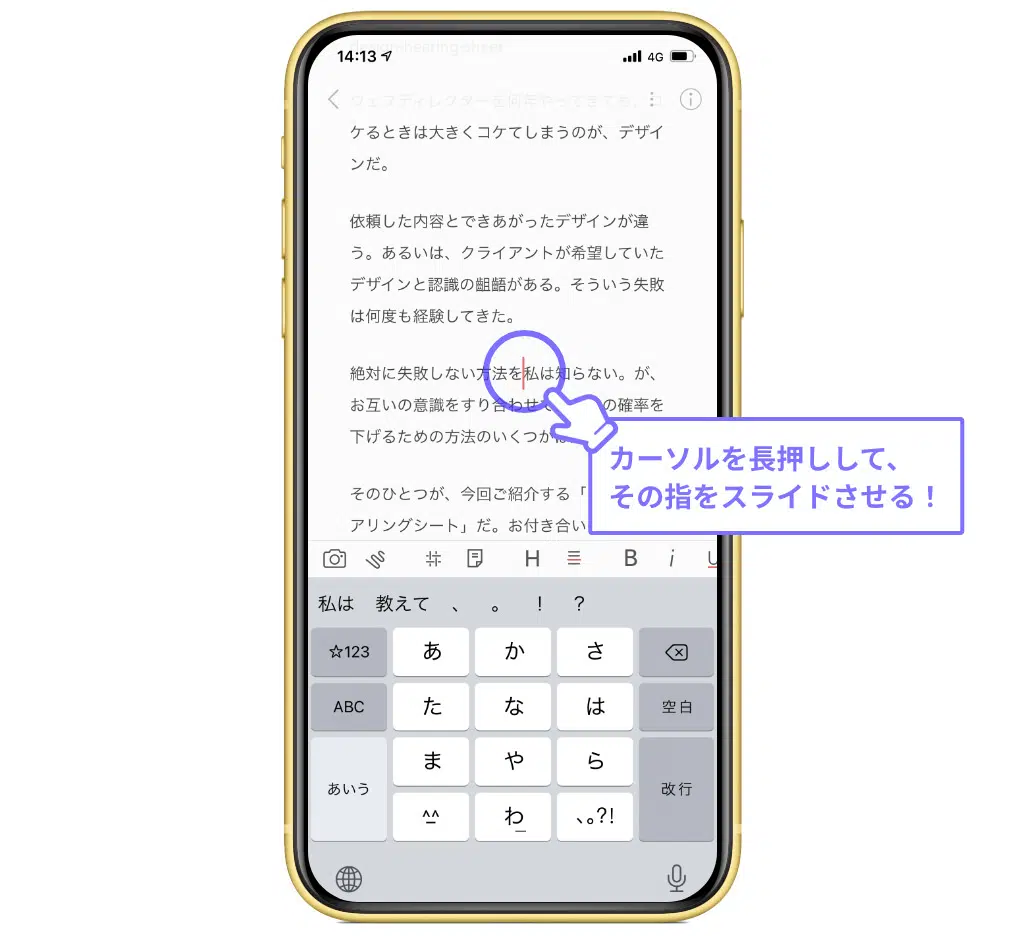 design hearing sheet
14:13
4G
ウェブディレクターを何年やってきても、コ
ケるときは大きくコケてしまうのが、デザイ
ンだ。
依頼した内容とできあがったデザインが違
う。あるいは、クライアントが希望していた
デザインと認識の齟齬がある。そういう失敗
は何度も経験してきた。
絶対に失敗しない方法を私は知らない。が、
お互いの意識をすり合わせて の確率を
下げるための方法のいくつかは
そのひとつが、今回ご紹介する「
アリングシート」だ。お付き合い
カーソルを長押しして、
その指をスライドさせる！
H B i U
私は 教えて 、 。 ！ ？
☆123 あ か さ
ABC た な は 空白
ま や ら
あいう 改行
^^ わ 、。?!